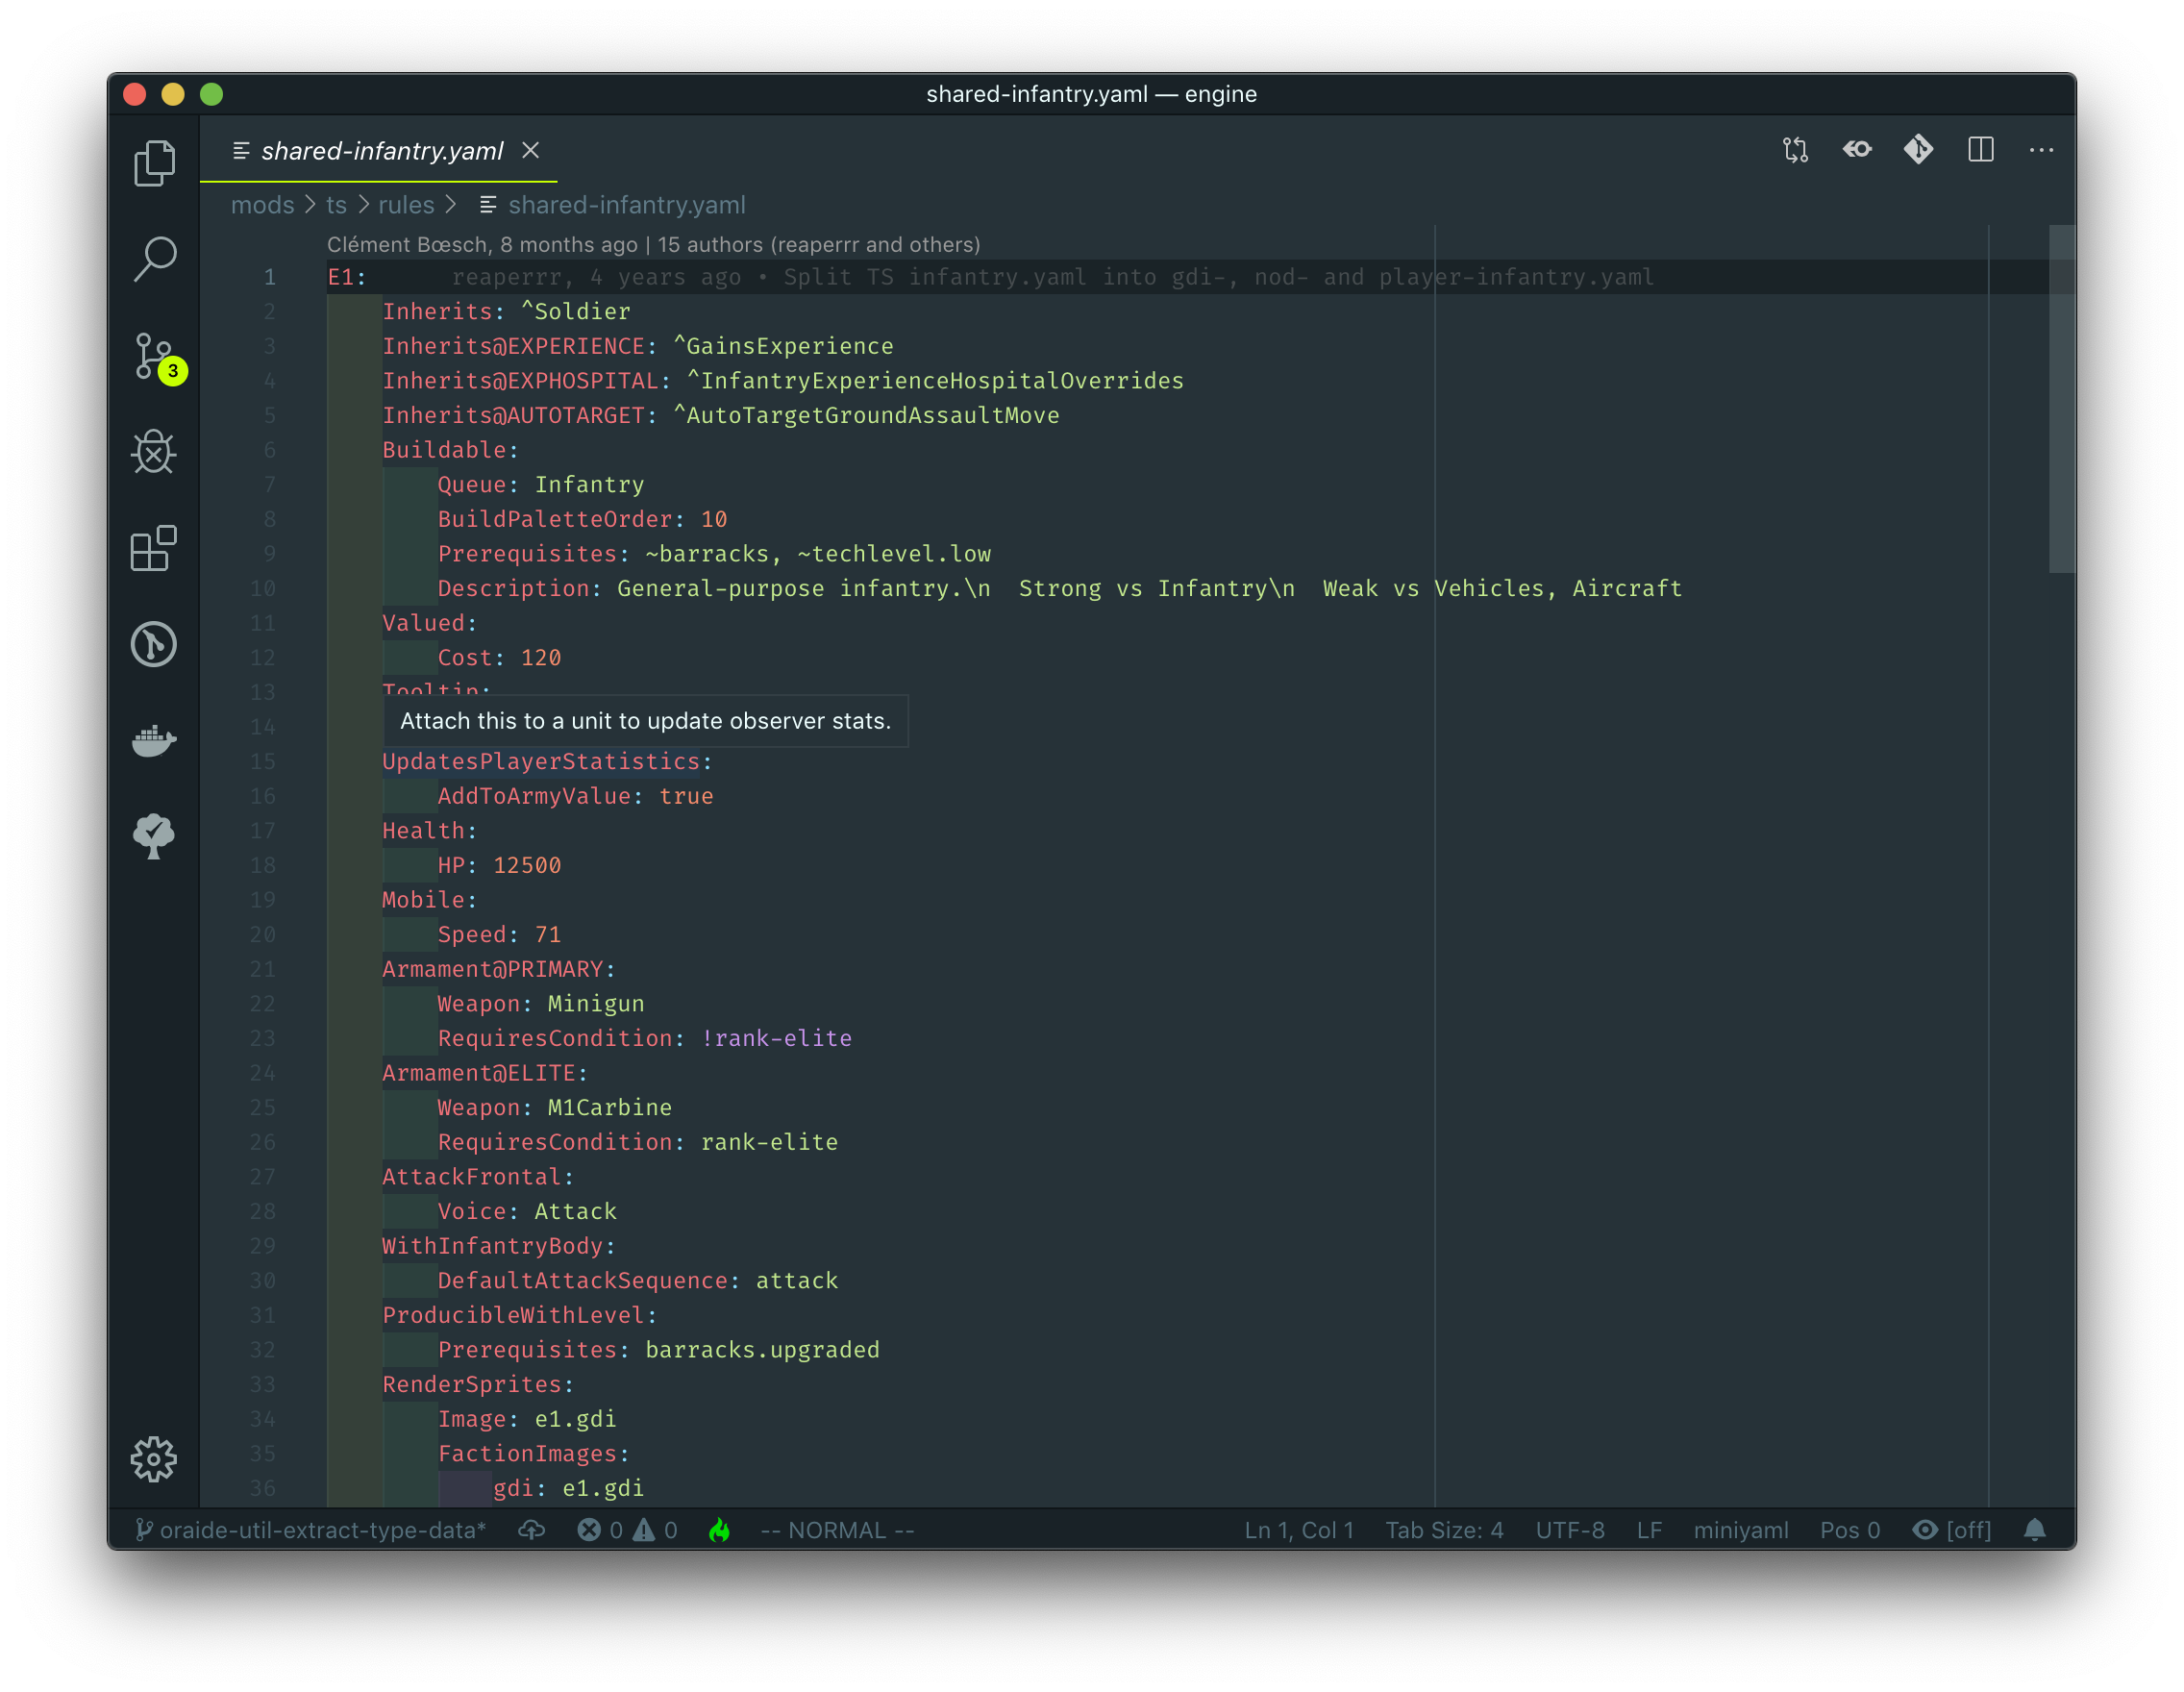 shared-infantry.yaml — engine
shared-infantry.yaml
mods > ts > rules > shared-infantry.yaml
Clément Bœsch, 8 months ago | 15 authors (reaperrr and others)
1 E1: reaperrr, 4 years ago • Split TS infantry.yaml into gdi-, nod- and player-infantry.yaml
2 Inherits: ^Soldier
3 Inherits@EXPERIENCE: ^GainsExperience
4 Inherits@EXPHOSPITAL: ^InfantryExperienceHospitalOverrides
5 Inherits@AUTOTARGET: ^AutoTargetGroundAssaultMove
6 Buildable:
7 Queue: Infantry
8 BuildPaletteOrder: 10
9 Prerequisites: ~barracks, ~techlevel.low
10 Description: General-purpose infantry.\n  Strong vs Infantry\n  Weak vs Vehicles, Aircraft
11 Valued:
12 Cost: 120
13 Tooltip:
14 Attach this to a unit to update observer stats.
15 UpdatesPlayerStatistics:
16 AddToArmyValue: true
17 Health:
18 HP: 12500
19 Mobile:
20 Speed: 71
21 Armament@PRIMARY:
22 Weapon: Minigun
23 RequiresCondition: !rank-elite
24 Armament@ELITE:
25 Weapon: M1Carbine
26 RequiresCondition: rank-elite
27 AttackFrontal:
28 Voice: Attack
29 WithInfantryBody:
30 DefaultAttackSequence: attack
31 ProducibleWithLevel:
32 Prerequisites: barracks.upgraded
33 RenderSprites:
34 Image: e1.gdi
35 FactionImages:
36 gdi: e1.gdi
3
oraide-util-extract-type-data* 0 0 -- NORMAL -- Ln 1, Col 1 Tab Size: 4 UTF-8 LF miniyaml Pos 0 [off]